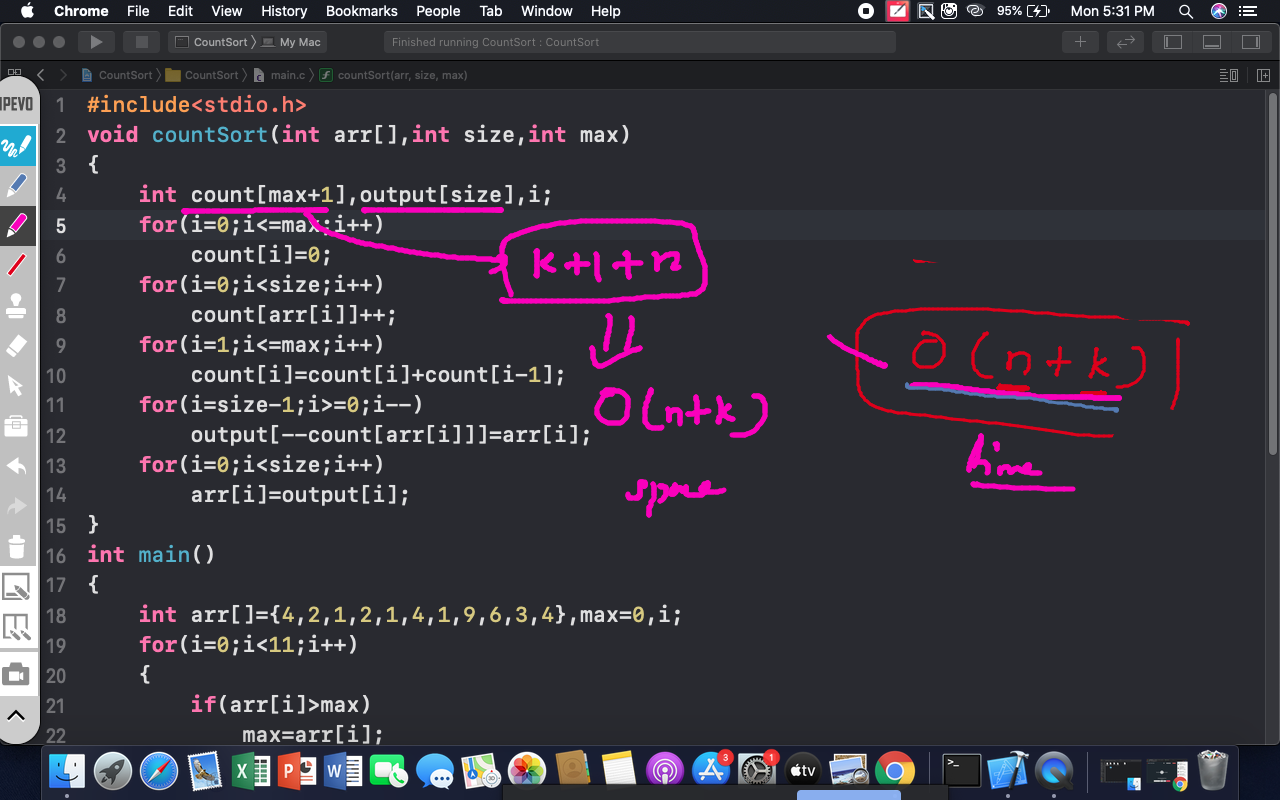 Chrome File Edit View History Bookmarks People Tab Window Help 95% Mon 5:31 PM
CountSort 〉 My Mac Finished running CountSort : CountSort
CountSort 〉 CountSort 〉 main.c 〉 countSort(arr, size, max)
IPEVO
1 #include<stdio.h>
2 void countSort(int arr[],int size,int max)
3 {
4 int count[max+1],output[size],i;
5 for(i=0;i<=max;i++)
6 count[i]=0;
k+1+n
7 for(i=0;i<size;i++)
8 count[arr[i]]++;
9 for(i=1;i<=max;i++)
O(n+k)
10 count[i]=count[i]+count[i-1];
11 for(i=size-1;i>=0;i--)
O(n+k)
12 output[--count[arr[i]]]=arr[i];
13 for(i=0;i<size;i++)
time
14 arr[i]=output[i];
space
15 }
16 int main()
17 {
18 int arr[]={4,2,1,2,1,4,1,9,6,3,4},max=0,i;
19 for(i=0;i<11;i++)
20 {
21 if(arr[i]>max)
22 max=arr[i];
3 1 tv